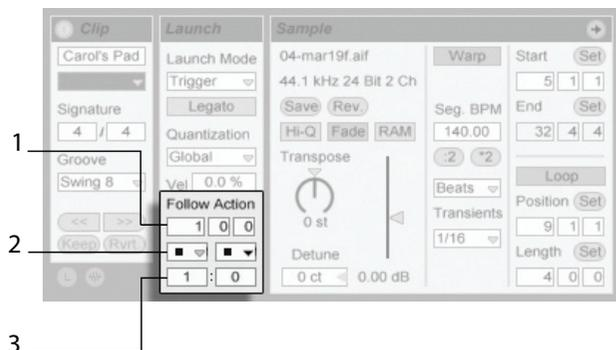 Clip
Carol's Pad
Signature
4 / 4
Groove
Swing 8
<< >>
Keep Rvrt.
L
Launch
Launch Mode
Trigger
Legato
Quantization
Global
Vel 0.0 %
Follow Action
1 0 0
1 : 0
Sample
04-mar19f.aif
44.1 kHz 24 Bit 2 Ch
Save Rev.
Hi-Q Fade RAM
Transpose
0 st
Detune
0 ct 0.00 dB
Warp
Seg. BPM
140.00
:2 *2
Beats
Transients
1/16
Start Set
5 1 1
End Set
32 4 4
Loop
Position Set
9 1 1
Length Set
4 0 0
1
2
3